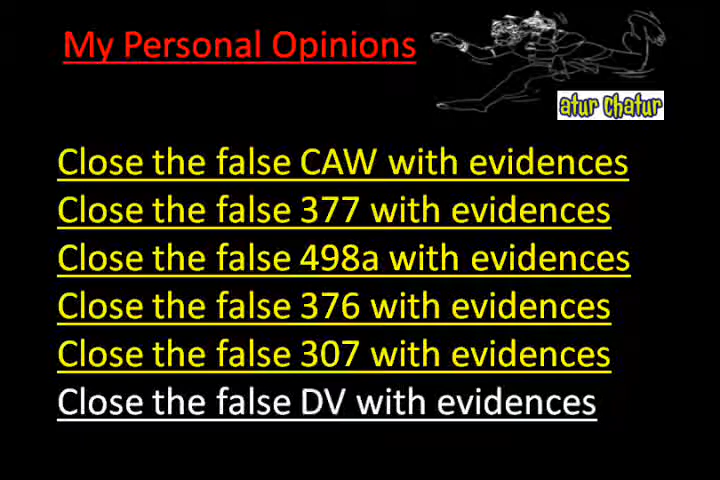 My Personal Opinions
atur chatur
Close the false CAW with evidences
Close the false 377 with evidences
Close the false 498a with evidences
Close the false 376 with evidences
Close the false 307 with evidences
Close the false DV with evidences